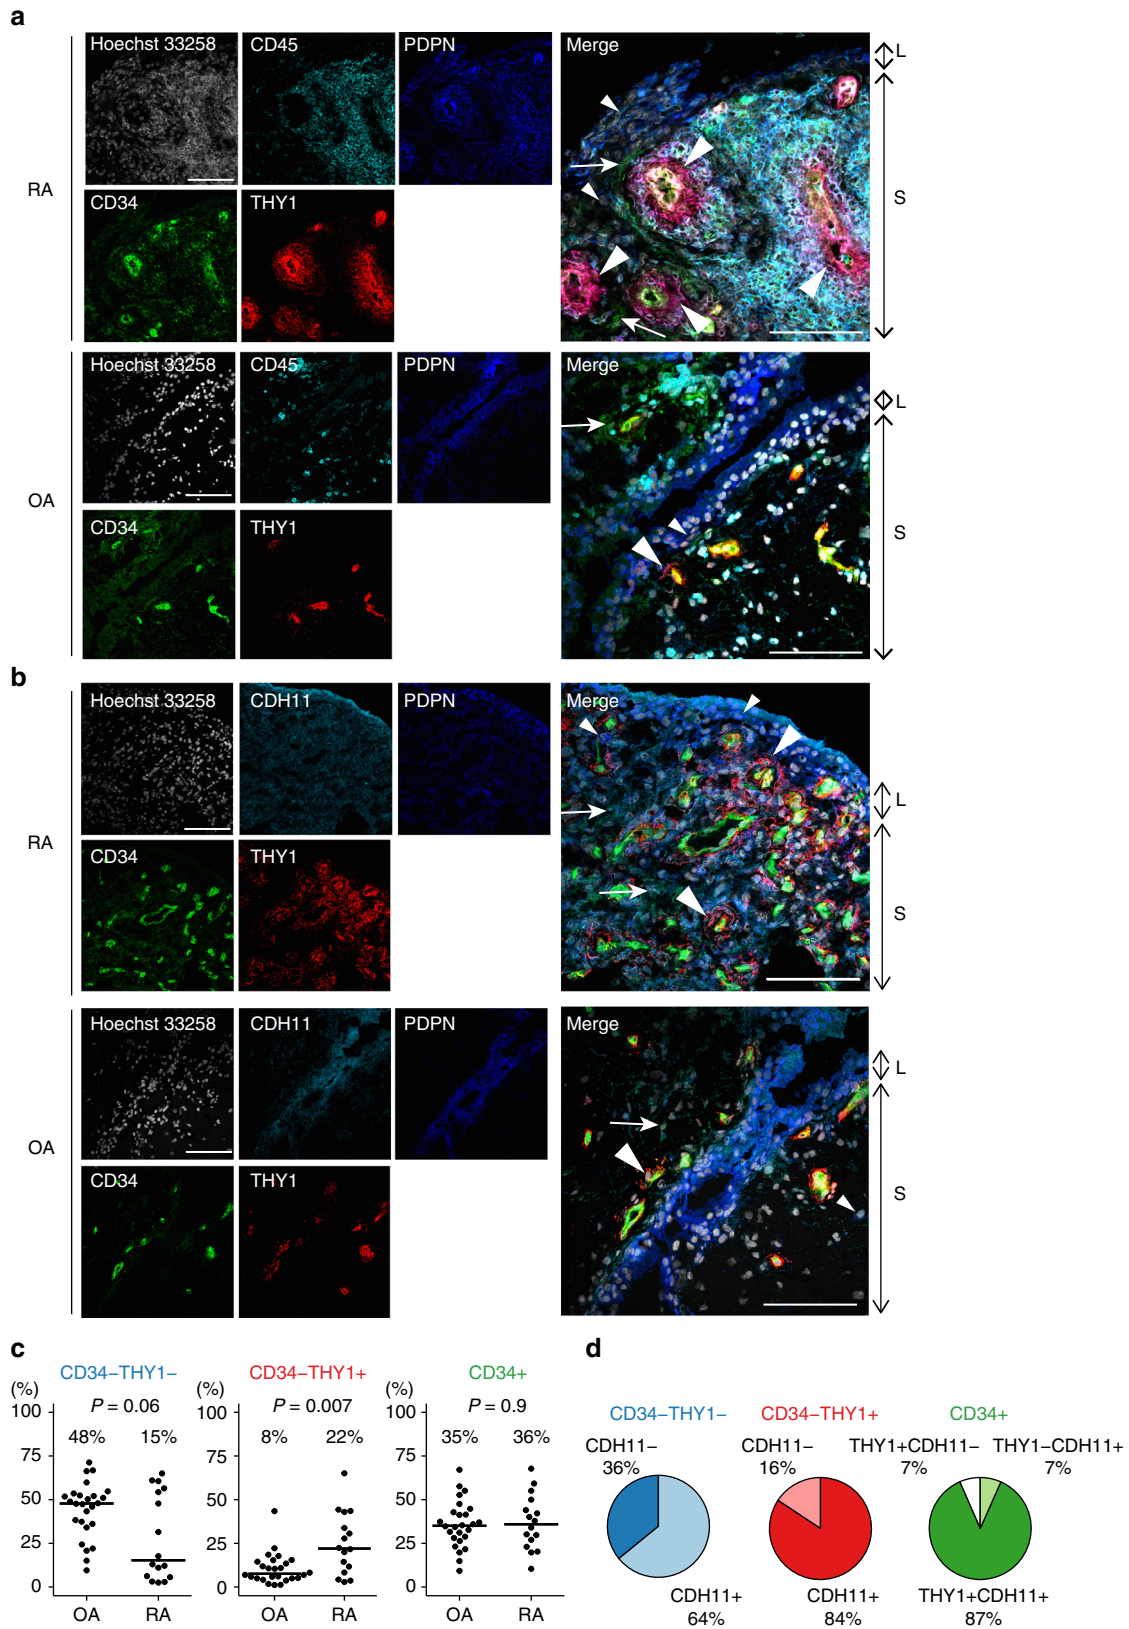 a
RA
Hoechst 33258
CD45
PDPN
Merge
L
S
CD34
THY1
OA
Hoechst 33258
CD45
PDPN
Merge
L
S
CD34
THY1
b
RA
Hoechst 33258
CDH11
PDPN
Merge
L
S
CD34
THY1
OA
Hoechst 33258
CDH11
PDPN
Merge
L
S
CD34
THY1
c
CD34–THY1–
(%)
P = 0.06
100
75
50
25
0
48%
15%
OA
RA
CD34–THY1+
(%)
P = 0.007
100
75
50
25
0
8%
22%
OA
RA
CD34+
(%)
P = 0.9
100
75
50
25
0
35%
36%
OA
RA
d
CD34–THY1–
CDH11–
36%
CDH11+
64%
CD34–THY1+
CDH11–
16%
CDH11+
84%
CD34+
THY1+CDH11–
7%
THY1–CDH11+
7%
THY1+CDH11+
87%